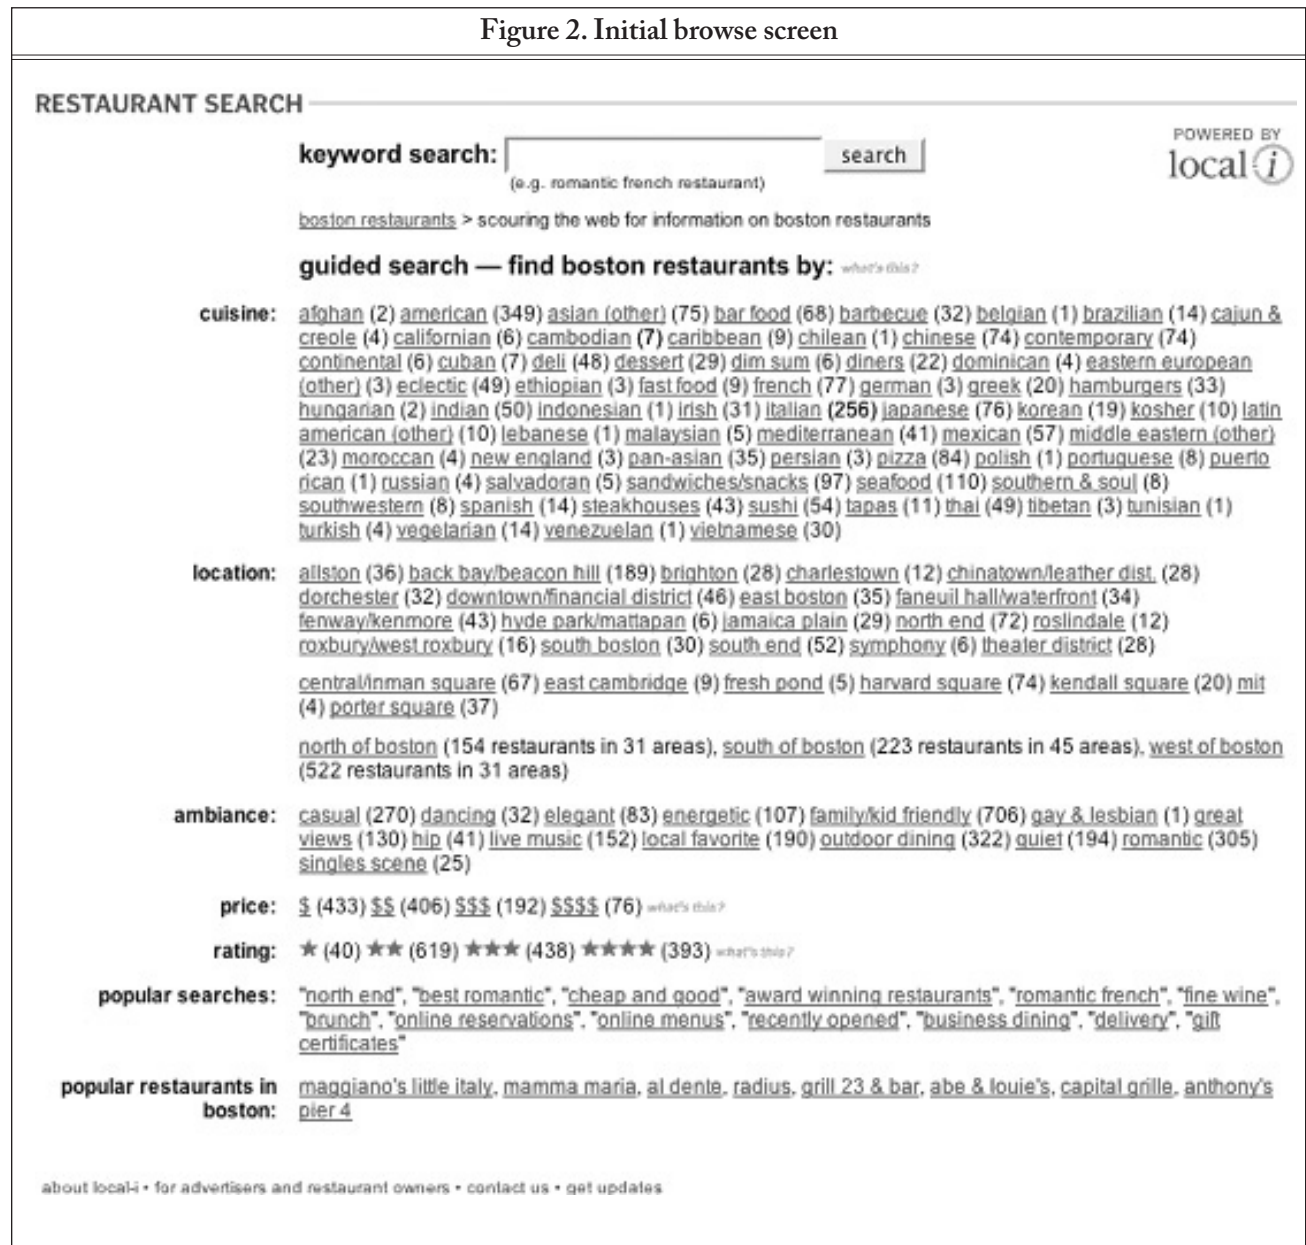 Figure 2. Initial browse screen
RESTAURANT SEARCH
keyword search: search
(e.g. romantic french restaurant)
POWERED BY
local i
boston restaurants > scouring the web for information on boston restaurants
guided search — find boston restaurants by: what's this?
cuisine: afghan (2) american (349) asian (other) (75) bar food (68) barbecue (32) belgian (1) brazilian (14) cajun &
creole (4) californian (6) cambodian (7) caribbean (9) chilean (1) chinese (74) contemporary (74)
continental (6) cuban (7) deli (48) dessert (29) dim sum (6) diners (22) dominican (4) eastern european
(other) (3) eclectic (49) ethiopian (3) fast food (9) french (77) german (3) greek (20) hamburgers (33)
hungarian (2) indian (50) indonesian (1) irish (31) italian (256) japanese (76) korean (19) kosher (10) latin
american (other) (10) lebanese (1) malaysian (5) mediterranean (41) mexican (57) middle eastern (other)
(23) moroccan (4) new england (3) pan-asian (35) persian (3) pizza (84) polish (1) portuguese (8) puerto
rican (1) russian (4) salvadoran (5) sandwiches/snacks (97) seafood (110) southern & soul (8)
southwestern (8) spanish (14) steakhouses (43) sushi (54) tapas (11) thai (49) tibetan (3) tunisian (1)
turkish (4) vegetarian (14) venezuelan (1) vietnamese (30)
location: allston (36) back bay/beacon hill (189) brighton (28) charlestown (12) chinatown/leather dist. (28)
dorchester (32) downtown/financial district (46) east boston (35) faneuil hall/waterfront (34)
fenway/kenmore (43) hyde park/mattapan (6) jamaica plain (29) north end (72) roslindale (12)
roxbury/west roxbury (16) south boston (30) south end (52) symphony (6) theater district (28)
central/inman square (67) east cambridge (9) fresh pond (5) harvard square (74) kendall square (20) mit
(4) porter square (37)
north of boston (154 restaurants in 31 areas), south of boston (223 restaurants in 45 areas), west of boston
(522 restaurants in 31 areas)
ambiance: casual (270) dancing (32) elegant (83) energetic (107) family/kid friendly (706) gay & lesbian (1) great
views (130) hip (41) live music (152) local favorite (190) outdoor dining (322) quiet (194) romantic (305)
singles scene (25)
price: $ (433) $$ (406) $$$ (192) $$$$ (76) what's this?
rating: ★ (40) ★★ (619) ★★★ (438) ★★★★ (393) what's this?
popular searches: "north end", "best romantic", "cheap and good", "award winning restaurants", "romantic french", "fine wine",
"brunch", "online reservations", "online menus", "recently opened", "business dining", "delivery", "gift
certificates"
popular restaurants in boston: maggiano's little italy, mamma maria, al dente, radius, grill 23 & bar, abe & louie's, capital grille, anthony's
pier 4
about local-i • for advertisers and restaurant owners • contact us • get updates